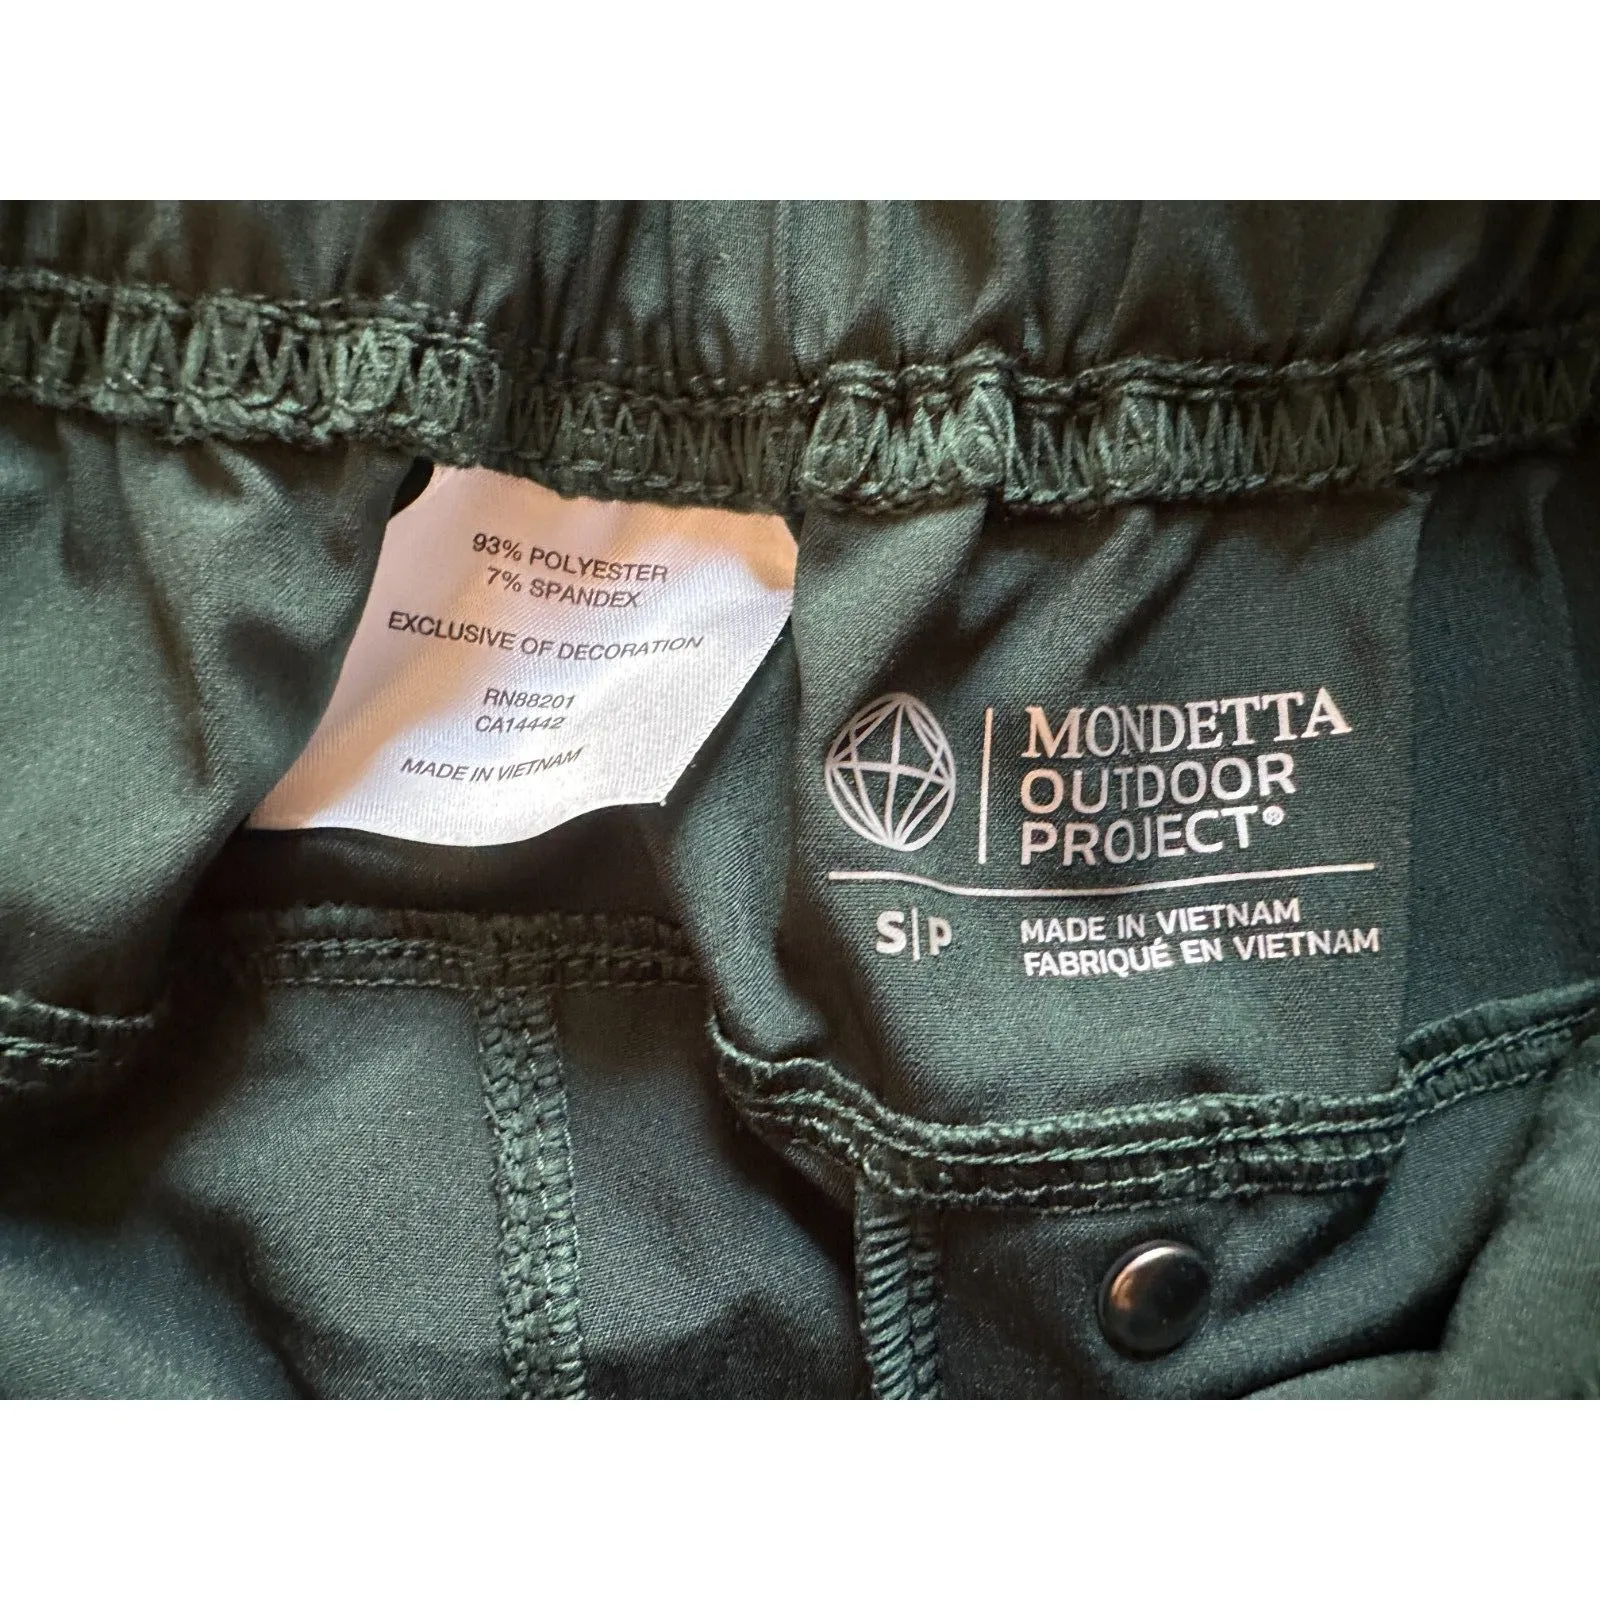 93% POLYESTER
7% SPANDEX
EXCLUSIVE OF DECORATION
RN88201
CA14442
MADE IN VIETNAM
MONDETTA
OUTDOOR
PROJECT®
S|P
MADE IN VIETNAM
FABRIQUÉ EN VIETNAM